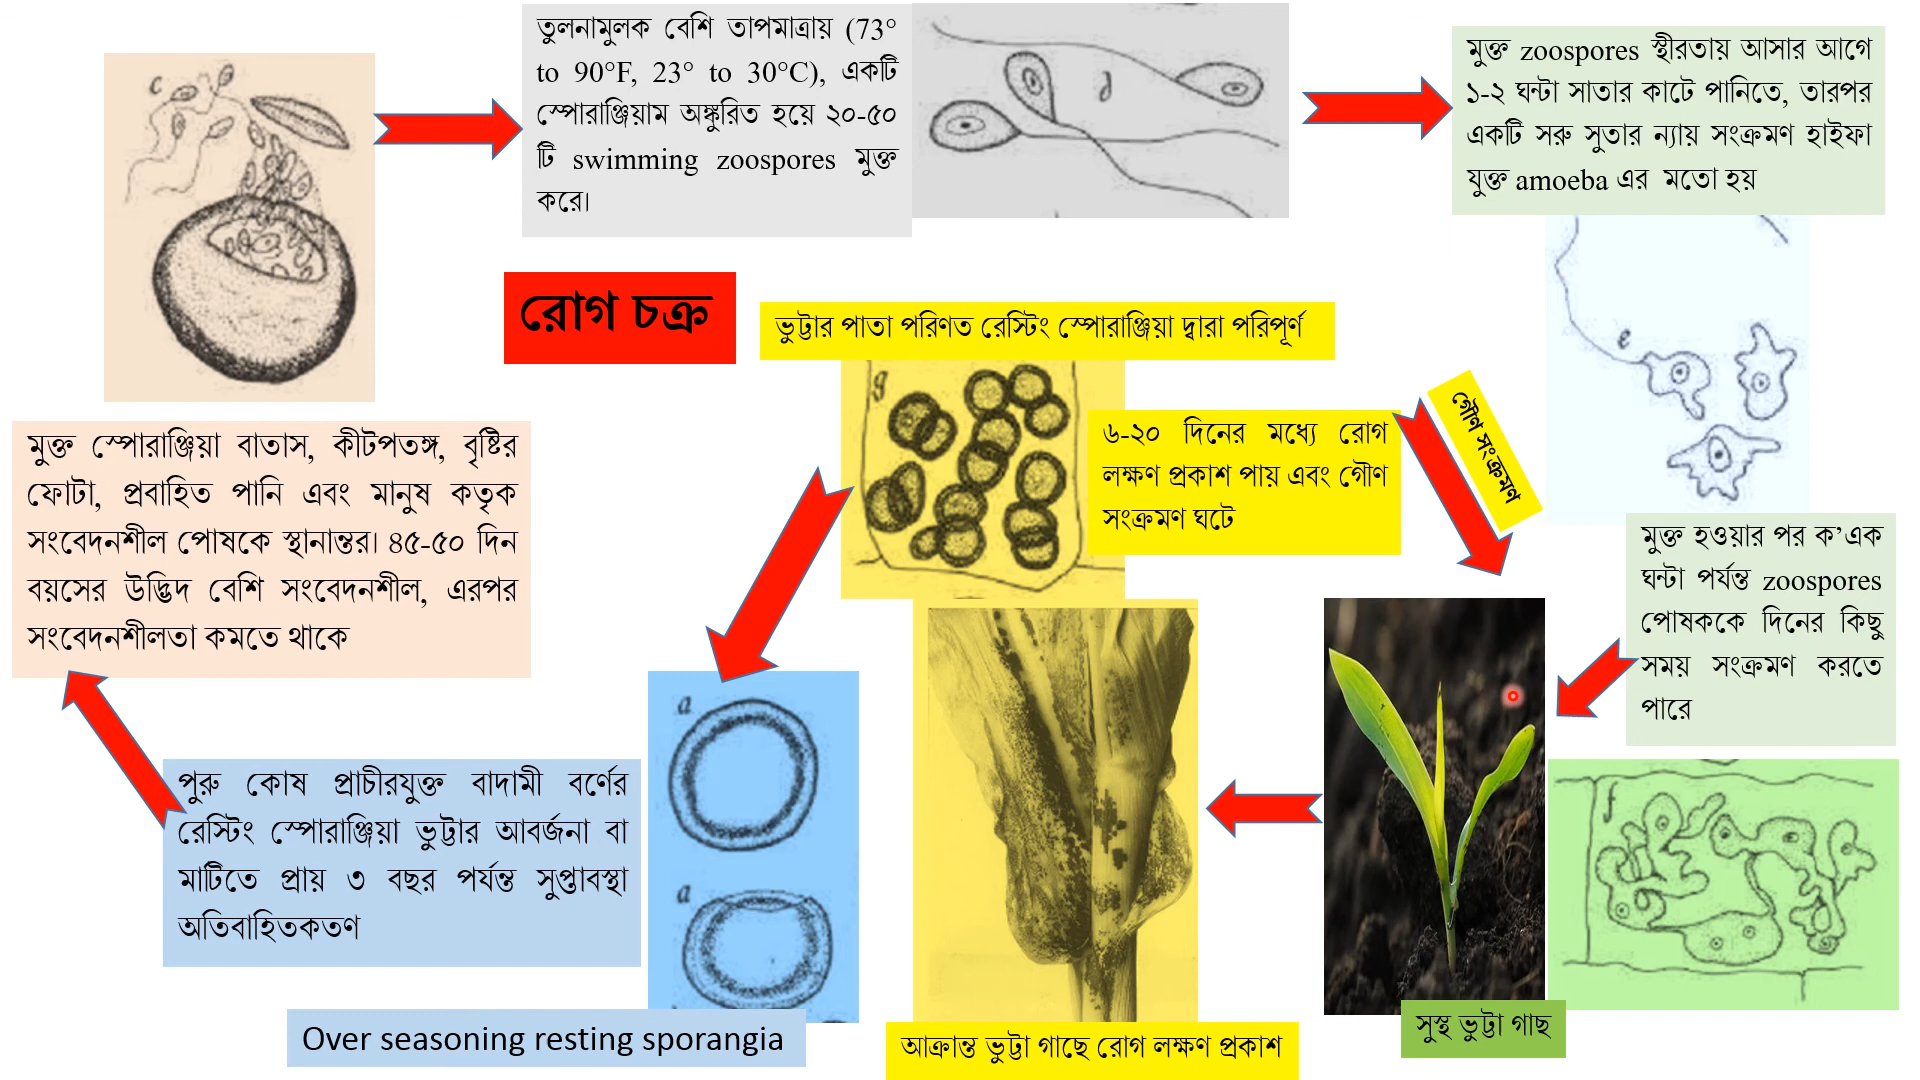 তুলনামুলক বেশি তাপমাত্রায় (73°
to 90°F, 23° to 30°C), একটি
স্পোরাঞ্জিয়াম অঙ্কুরিত হয়ে ২০-৫০
টি swimming zoospores মুক্ত
করে।
মুক্ত zoospores স্থীরতায় আসার আগে
১-২ ঘন্টা সাতার কাটে পানিতে, তারপর
একটি সরু সুতার ন্যায় সংক্রমণ হাইফা
যুক্ত amoeba এর মতো হয়
c
d
রোগ চক্র
ভুট্টার পাতা পরিণত রেস্টিং স্পোরাঞ্জিয়া দ্বারা পরিপূর্ণ
e
g
৬-২০ দিনের মধ্যে রোগ
লক্ষণ প্রকাশ পায় এবং গৌণ
সংক্রমণ ঘটে
গৌণ সংক্রমণ
মুক্ত স্পোরাঞ্জিয়া বাতাস, কীটপতঙ্গ, বৃষ্টির
ফোটা, প্রবাহিত পানি এবং মানুষ কতৃক
সংবেদনশীল পোষকে স্থানান্তর। ৪৫-৫০ দিন
বয়সের উদ্ভিদ বেশি সংবেদনশীল, এরপর
সংবেদনশীলতা কমতে থাকে
মুক্ত হওয়ার পর ক’এক
ঘন্টা পর্যন্ত zoospores
পোষককে দিনের কিছু
সময় সংক্রমণ করতে
পারে
পুরু কোষ প্রাচীরযুক্ত বাদামী বর্ণের
রেস্টিং স্পোরাঞ্জিয়া ভুট্টার আবর্জনা বা
মাটিতে প্রায় ৩ বছর পর্যন্ত সুপ্তাবস্থা
অতিবাহিতকতণ
a
a
f
Over seasoning resting sporangia
আক্রান্ত ভুট্টা গাছে রোগ লক্ষণ প্রকাশ
সুস্থ ভুট্টা গাছ